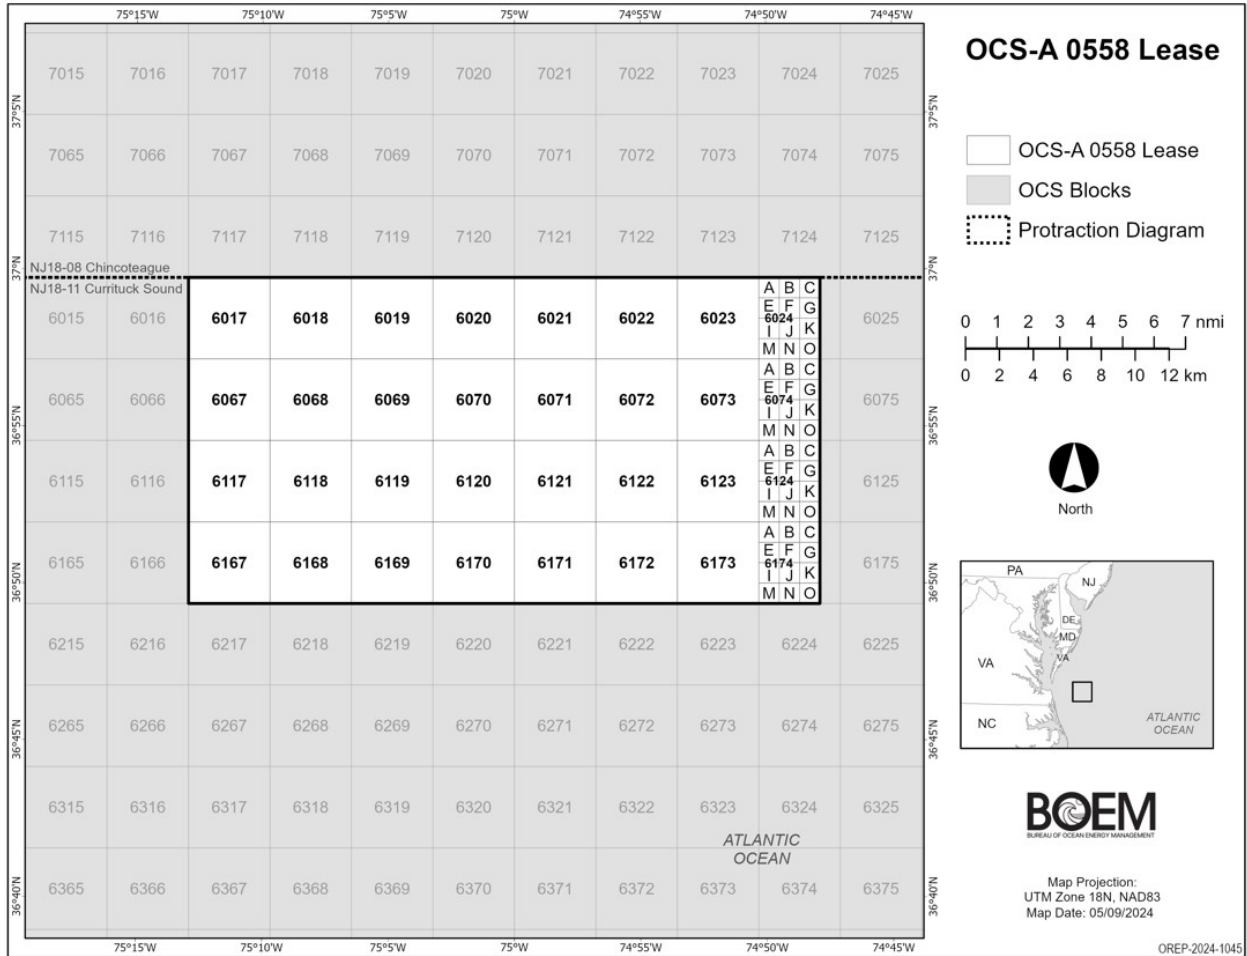 75°15'W 75°10'W 75°5'W 75°W 74°55'W 74°50'W 74°45'W
OCS-A 0558 Lease
7015 7016 7017 7018 7019 7020 7021 7022 7023 7024 7025
37°5'N 37°5'N
7065 7066 7067 7068 7069 7070 7071 7072 7073 7074 7075
7115 7116 7117 7118 7119 7120 7121 7122 7123 7124 7125
NJ18-08 Chincoteague
37°N 37°N
NJ18-11 Currituck Sound
A B C
E F G
6015 6016 6017 6018 6019 6020 6021 6022 6023 6024 6025
I J K
M N O
A B C
E F G
6065 6066 6067 6068 6069 6070 6071 6072 6073 6074 6075
I J K
M N O
36°55'N 36°55'N
A B C
E F G
6115 6116 6117 6118 6119 6120 6121 6122 6123 6124 6125
I J K
M N O
A B C
E F G
6165 6166 6167 6168 6169 6170 6171 6172 6173 6174 6175
I J K
M N O
36°50'N 36°50'N
6215 6216 6217 6218 6219 6220 6221 6222 6223 6224 6225
6265 6266 6267 6268 6269 6270 6271 6272 6273 6274 6275
36°45'N 36°45'N
6315 6316 6317 6318 6319 6320 6321 6322 6323 6324 6325
ATLANTIC
OCEAN
6365 6366 6367 6368 6369 6370 6371 6372 6373 6374 6375
36°40'N 36°40'N
75°15'W 75°10'W 75°5'W 75°W 74°55'W 74°50'W 74°45'W
OCS-A 0558 Lease
OCS Blocks
Protraction Diagram
0 1 2 3 4 5 6 7 nmi
0 2 4 6 8 10 12 km
North
PA
NJ
DE
MD
VA
VA
NC
ATLANTIC
OCEAN
BOEM
BUREAU OF OCEAN ENERGY MANAGEMENT
Map Projection:
UTM Zone 18N, NAD83
Map Date: 05/09/2024
OREP-2024-1045